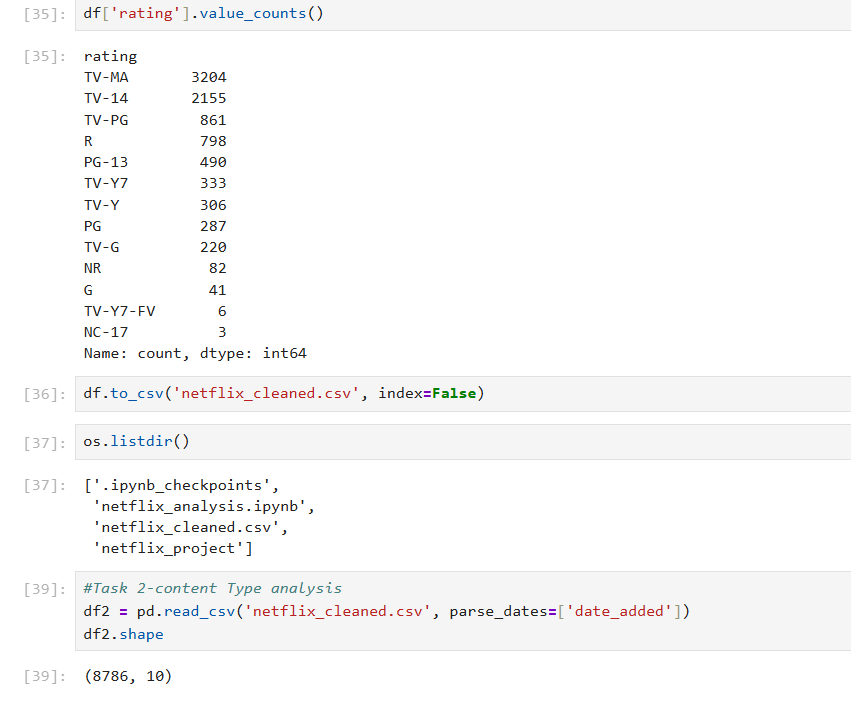 [35]: df['rating'].value_counts()
[35]: rating
TV-MA 3204
TV-14 2155
TV-PG 861
R 798
PG-13 490
TV-Y7 333
TV-Y 306
PG 287
TV-G 220
NR 82
G 41
TV-Y7-FV 6
NC-17 3
Name: count, dtype: int64
[36]: df.to_csv('netflix_cleaned.csv', index=False)
[37]: os.listdir()
[37]: ['.ipynb_checkpoints',
'netflix_analysis.ipynb',
'netflix_cleaned.csv',
'netflix_project']
[39]: #Task 2-content Type analysis
df2 = pd.read_csv('netflix_cleaned.csv', parse_dates=['date_added'])
df2.shape
[39]: (8786, 10)